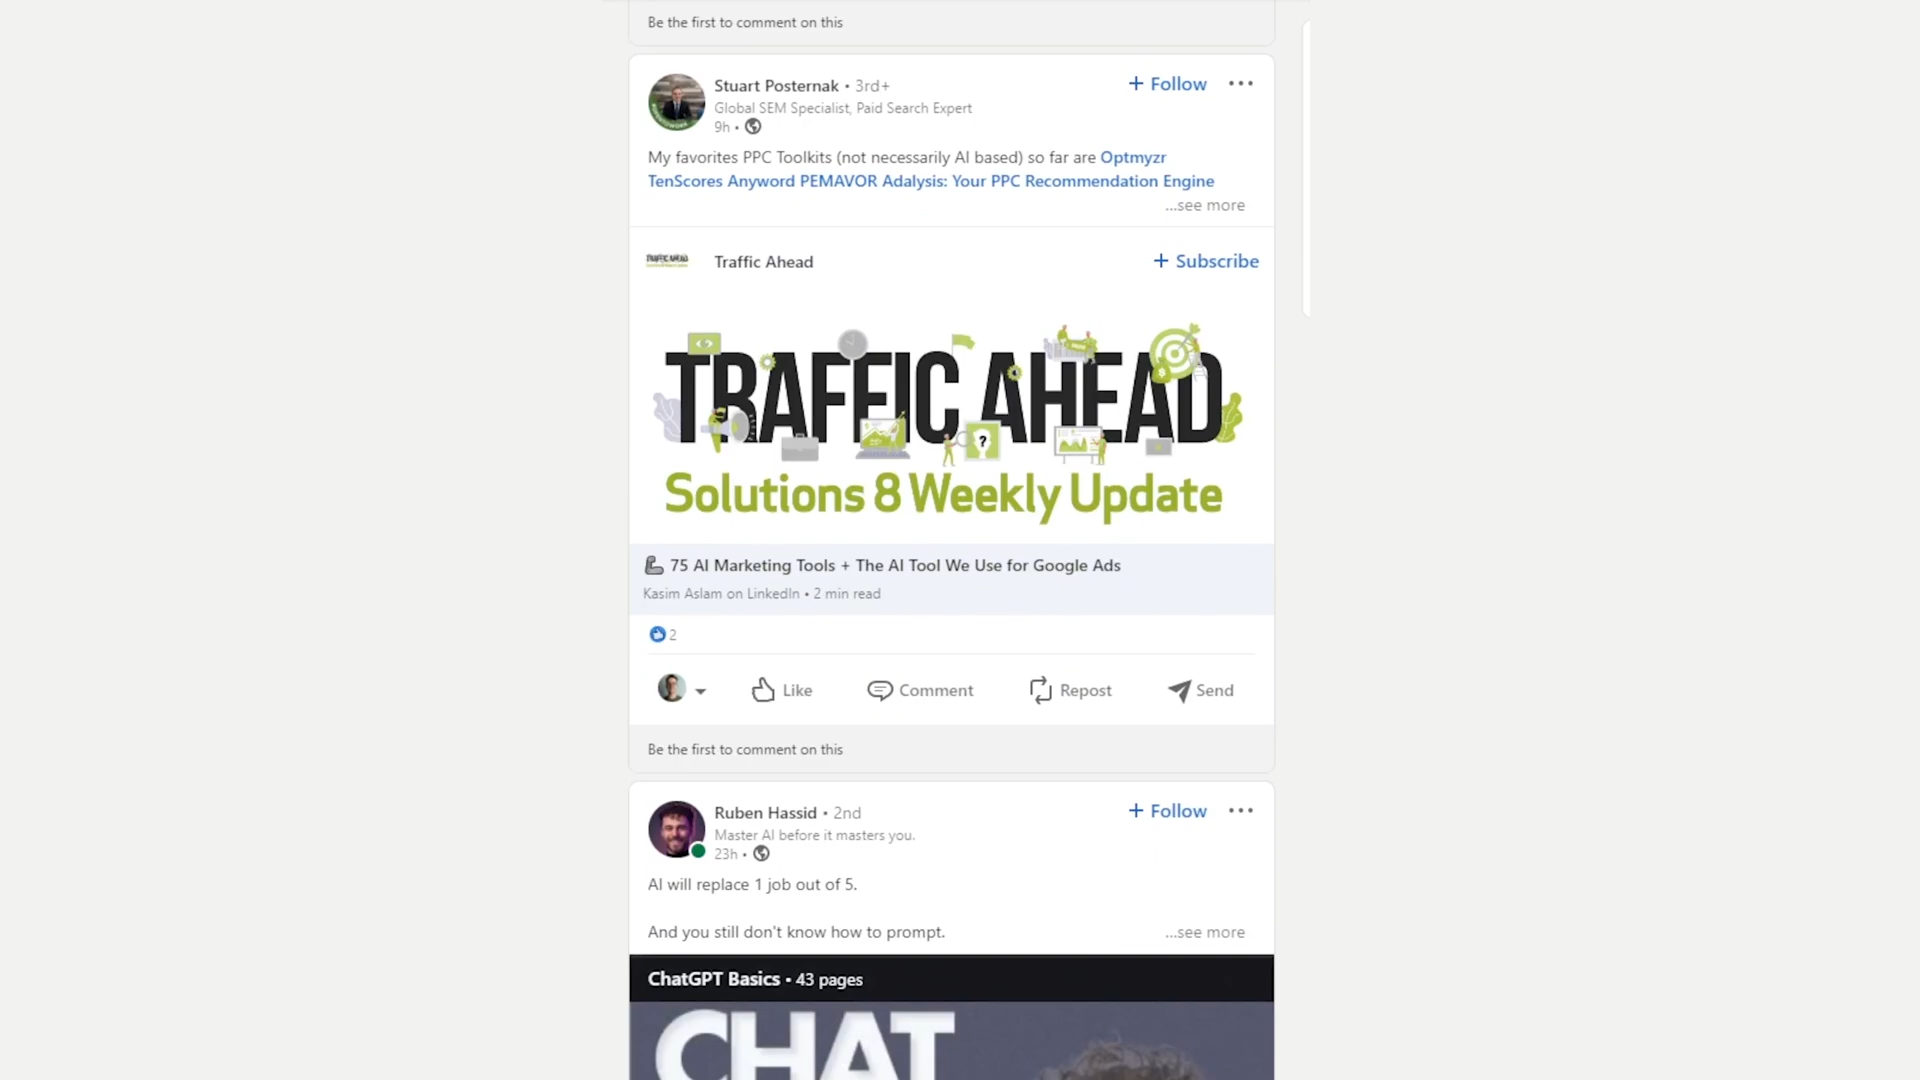 Be the first to comment on this
Stuart Posternak • 3rd+
+ Follow
Global SEM Specialist, Paid Search Expert
9h •
My favorites PPC Toolkits (not necessarily AI based) so far are Optmyzr
TenScores Anyword PEMAVOR Adalysis: Your PPC Recommendation Engine
...see more
TRAFFIC AHEAD
Traffic Ahead
+ Subscribe
TRAFFIC AHEAD
?
Solutions 8 Weekly Update
75 AI Marketing Tools + The AI Tool We Use for Google Ads
Kasim Aslam on LinkedIn • 2 min read
2
Like
Comment
Repost
Send
Be the first to comment on this
Ruben Hassid • 2nd
+ Follow
Master AI before it masters you.
23h •
AI will replace 1 job out of 5.
And you still don't know how to prompt.
...see more
ChatGPT Basics • 43 pages
CHAT